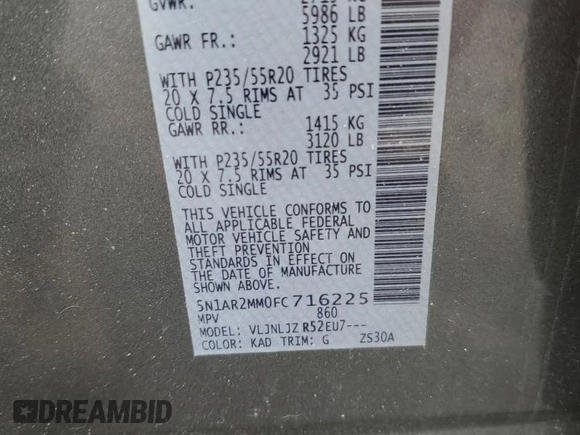 GVWR:
5986 LB
GAWR FR.: 1325 KG
2921 LB
WITH P235/55R20 TIRES
20 X 7.5 RIMS AT 35 PSI
COLD SINGLE
GAWR RR.: 1415 KG
3120 LB
WITH P235/55R20 TIRES
20 X 7.5 RIMS AT 35 PSI
COLD SINGLE
THIS VEHICLE CONFORMS TO
ALL APPLICABLE FEDERAL
MOTOR VEHICLE SAFETY AND
THEFT PREVENTION
STANDARDS IN EFFECT ON
THE DATE OF MANUFACTURE
SHOWN ABOVE.
5N1AR2MM0FC716225
MPV 860
MODEL: VLJNLJZ R52EU7---
COLOR: KAD TRIM: G ZS30A
DREAMBID